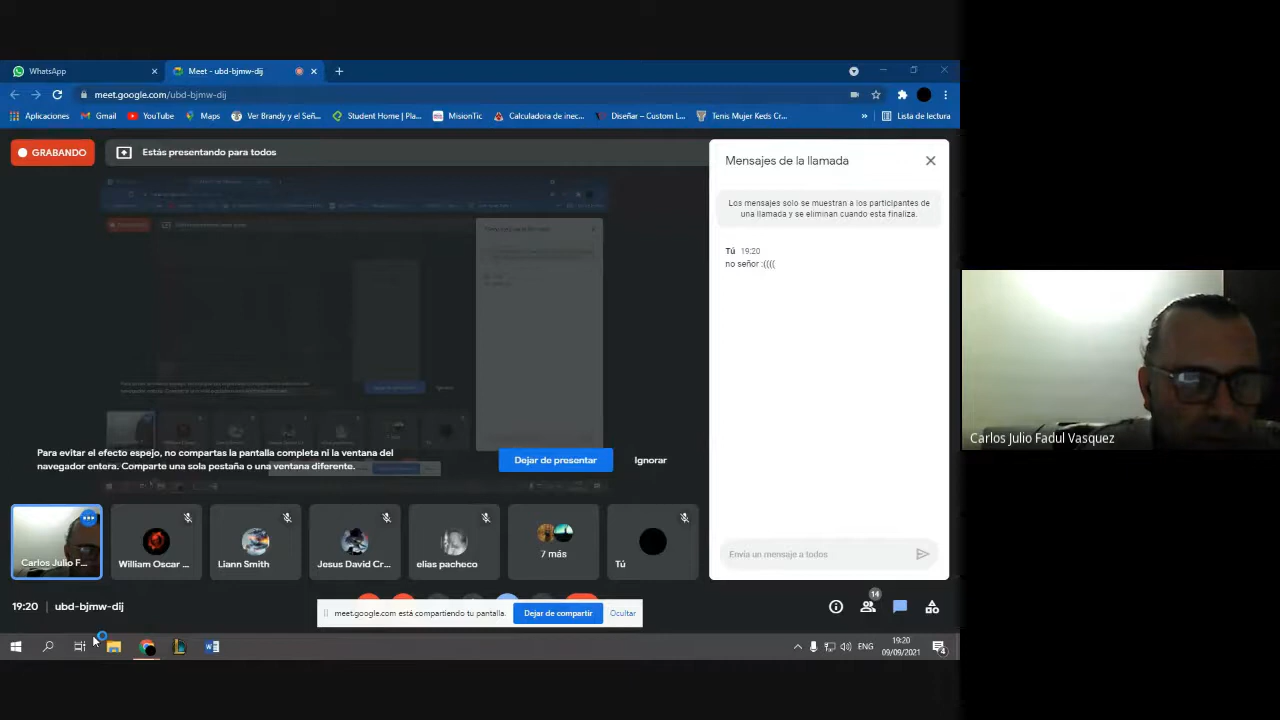 WhatsApp
Meet - ubd-bjmw-dij
meet.google.com/ubd-bjmw-dij
Aplicaciones
Gmail
YouTube
Maps
Ver Brandy y el Señ...
Student Home | Pla...
MisionTic
Calculadora de inec...
Diseñar – Custom L...
Tenis Mujer Keds Cr...
»
Lista de lectura
GRABANDO
Estás presentando para todos
Mensajes de la llamada
Los mensajes solo se muestran a los participantes de
una llamada y se eliminan cuando esta finaliza.
Tú 19:20
no señor :((((
Para evitar el efecto espejo, no compartas la pantalla completa ni la ventana del
navegador entera. Comparte una sola pestaña o una ventana diferente.
Dejar de presentar
Ignorar
Carlos Julio Fadul Vasquez
Carlos Julio F...
William Oscar ...
Liann Smith
Jesus David Cr...
elias pacheco
7 más
Tú
Envía un mensaje a todos
19:20 | ubd-bjmw-dij
meet.google.com está compartiendo tu pantalla.
Dejar de compartir
Ocultar
14
ENG
19:20
09/09/2021
4